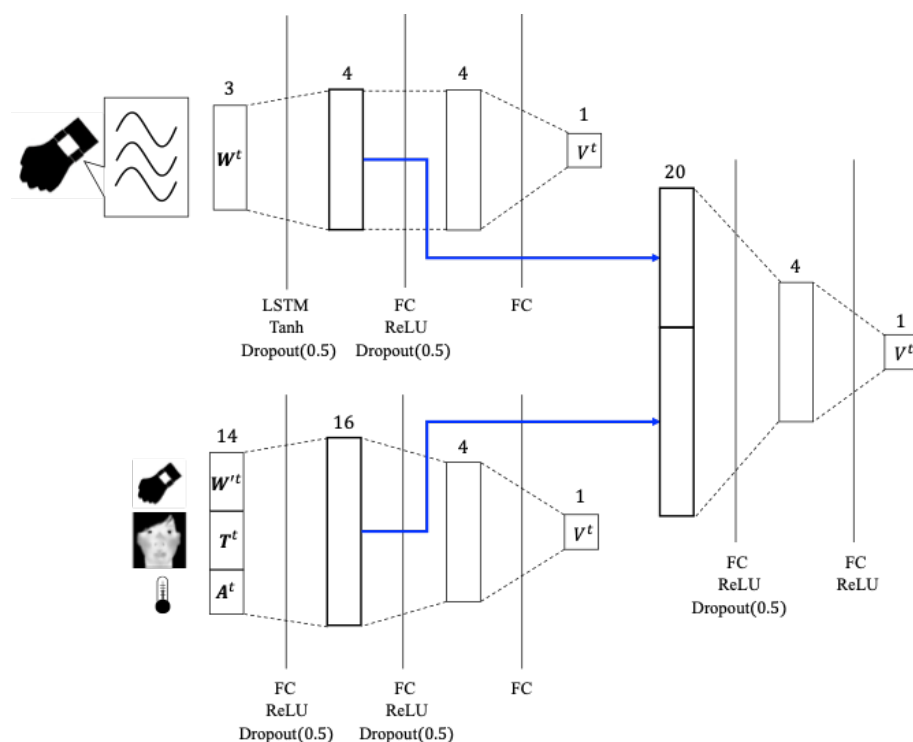 3
4
4
1
W^t
V^t
LSTM
Tanh
Dropout(0.5)
FC
ReLU
Dropout(0.5)
FC
14
16
4
1
W'^t
T^t
A^t
V^t
FC
ReLU
Dropout(0.5)
FC
ReLU
Dropout(0.5)
FC
20
4
1
V^t
FC
ReLU
Dropout(0.5)
FC
ReLU